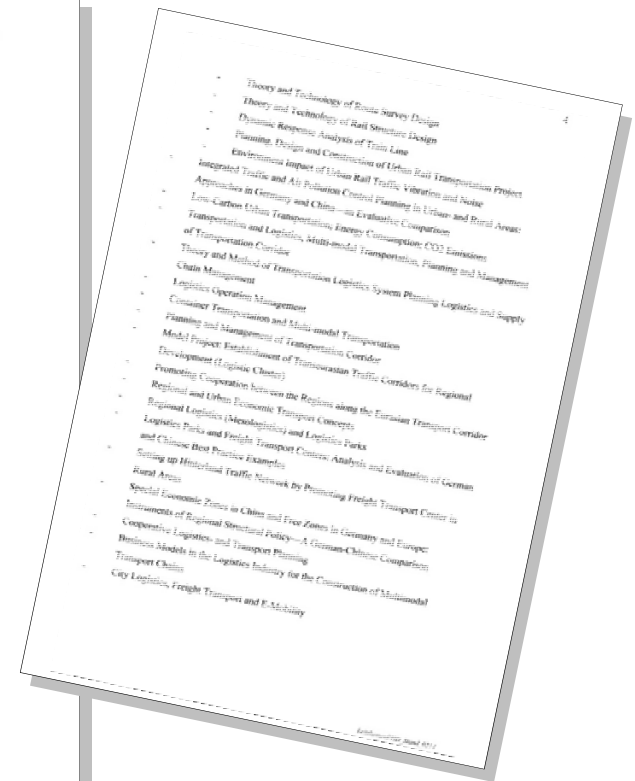 4
Theory and Technology of Route Survey Design
Theory and Technology of Rail Structure Design
Dynamic Response Analysis of Tram Line
Planning, Design and Construction of Urban Rail Transportation Project
Environment Impact of Urban Rail Traffic Vibration and Noise
Integrated Traffic and Air Pollution Control Planning in Urban- and Rural Areas:
Approaches in Germany and China - an Evaluative Comparison
Low-Carbon Urban Transportation, Energy Consumption, CO2 Emissions
Transportation and Logistics, Multi-modal Transportation, Planning and Management
of Transportation Corridor
Theory and Method of Transportation Logistics System Planning Logistics and Supply
Chain Management
Logistics Operation Management
Container Transportation and Multi-modal Transportation
Planning and Management of Transportation Corridor
Model Project: Establishment of Transeurasian Traffic Corridors for Regional
Development (Logistic Cluster)
Promoting Cooperation between the Regions along the Eurasian Transport Corridor
Regional and Urban Economic Transport Concepts
Regional Logistics (Mesologistics) and Logistics Parks
Logistics Parks and Freight Transport Centers: Analysis and Evaluation of German
and Chinese Best Practice Examples
Setting up Hinterland Traffic Network by Promoting Freight Transport Center in
Rural Areas
Special Economic Zones in China and Free Zones in Germany and Europe:
Instruments of Regional Structural Policy - A German-Chinese Comparison
Cooperative Logistics- and Transport Planning
Business Models in the Logistics Industry for the Construction of Multimodal
Transport Chains
City Logistics, Freight Transport and E-Mobility